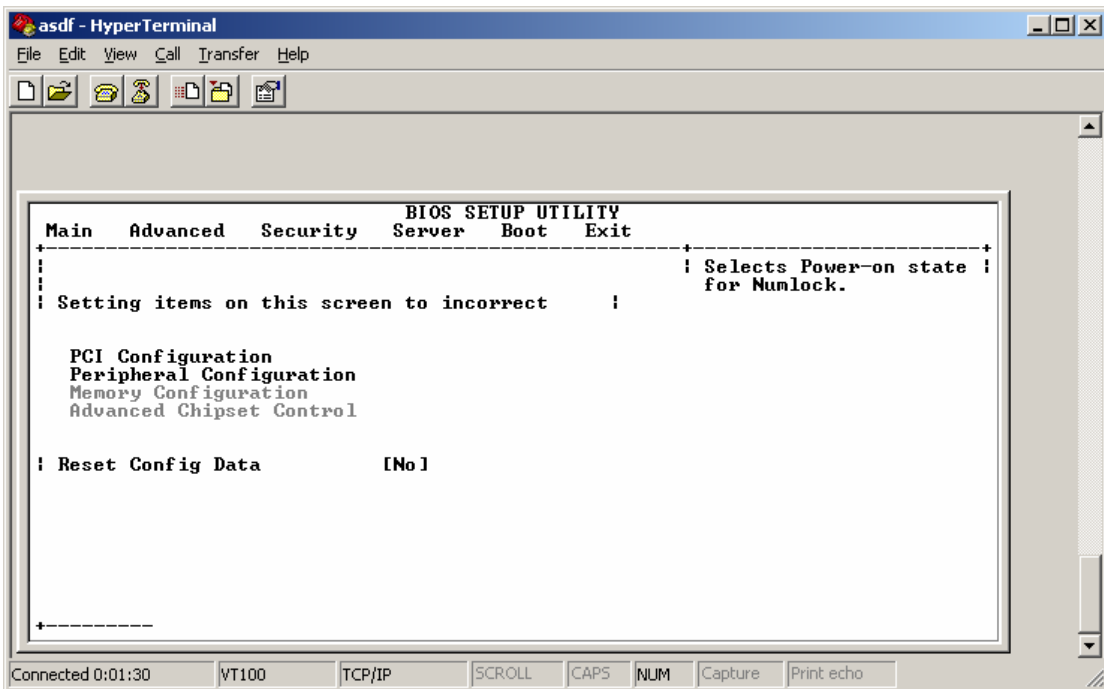 asdf - HyperTerminal
File Edit View Call Transfer Help
BIOS SETUP UTILITY
Main Advanced Security Server Boot Exit
+------------------------------------------------------+-------------------------+
¦ ¦ Selects Power-on state ¦
¦ for Numlock.
¦ Setting items on this screen to incorrect ¦
PCI Configuration
Peripheral Configuration
Memory Configuration
Advanced Chipset Control
¦ Reset Config Data [No]
+---------
Connected 0:01:30 VT100 TCP/IP SCROLL CAPS NUM Capture Print echo